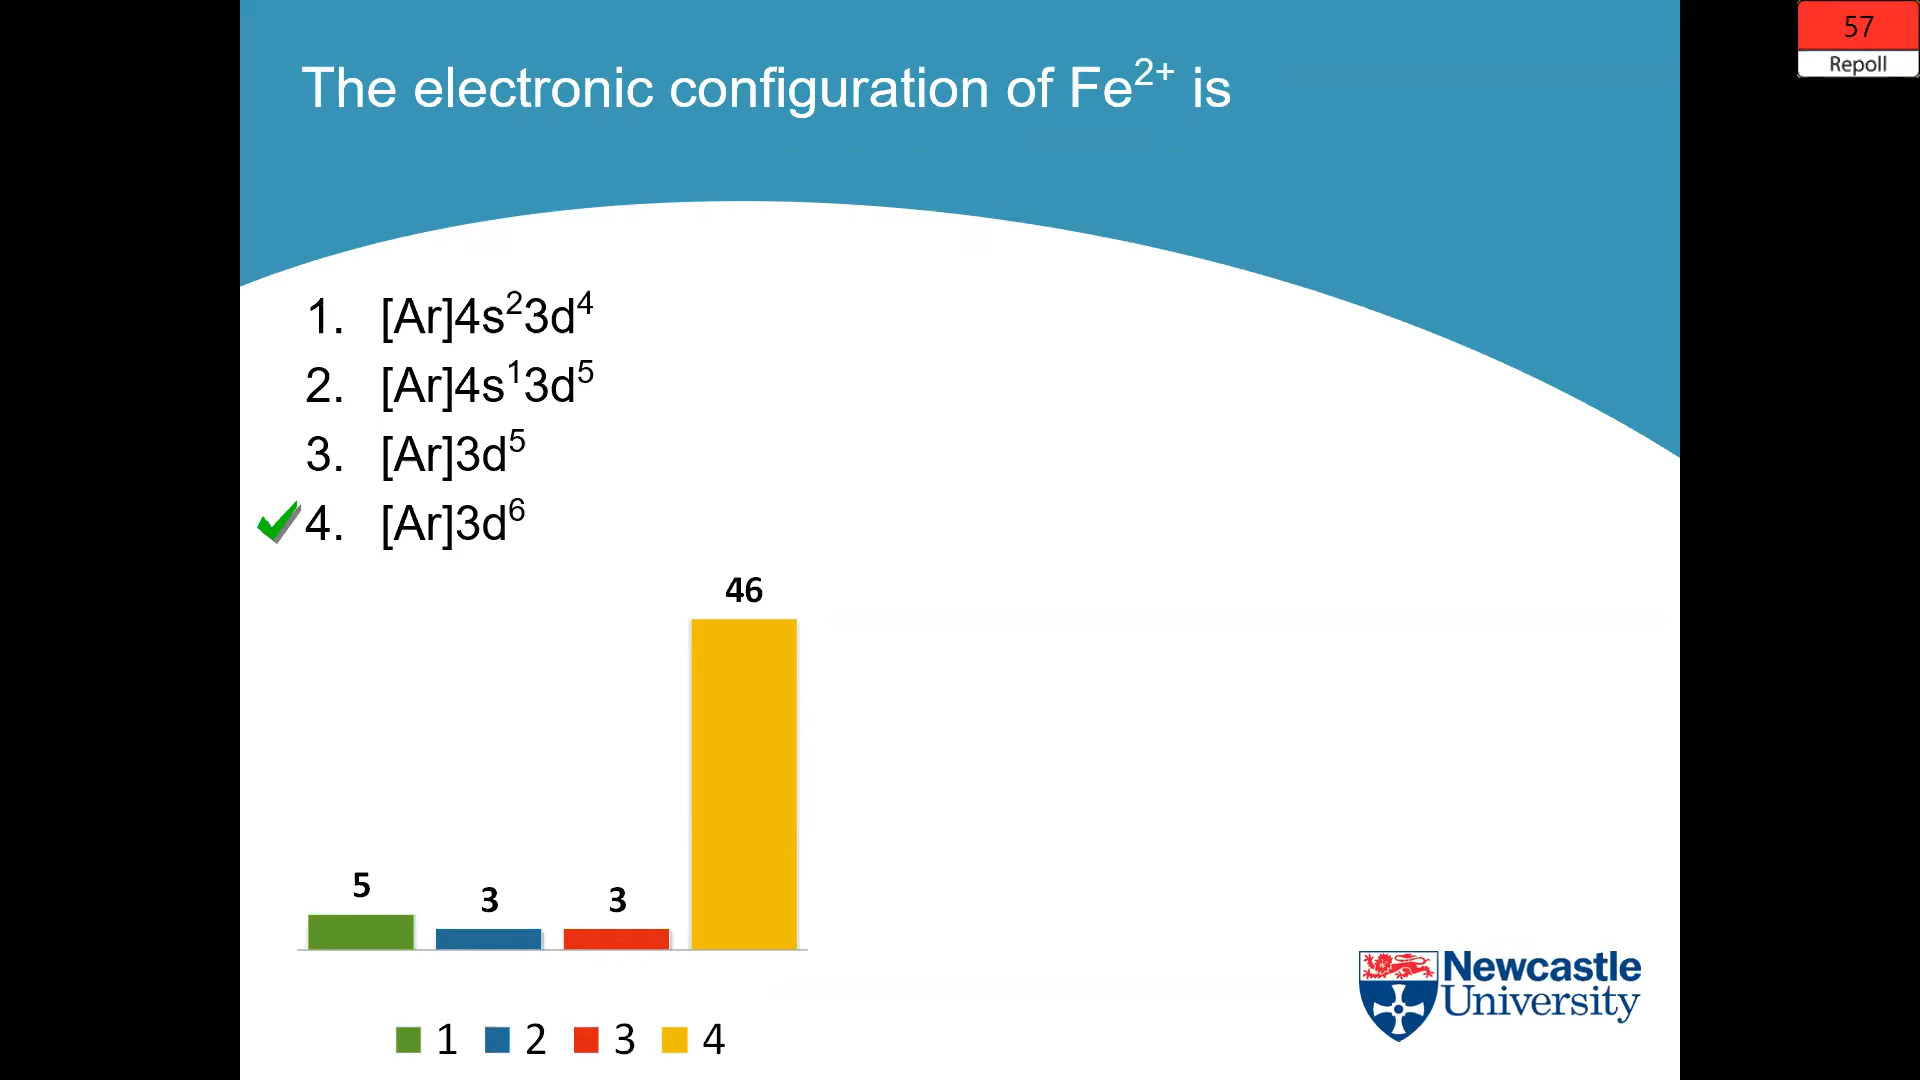 57
Repoll
The electronic configuration of Fe²⁺ is
1. [Ar]4s²3d⁴
2. [Ar]4s¹3d⁵
3. [Ar]3d⁵
4. [Ar]3d⁶
46
5
3
3
1 2 3 4
Newcastle
University